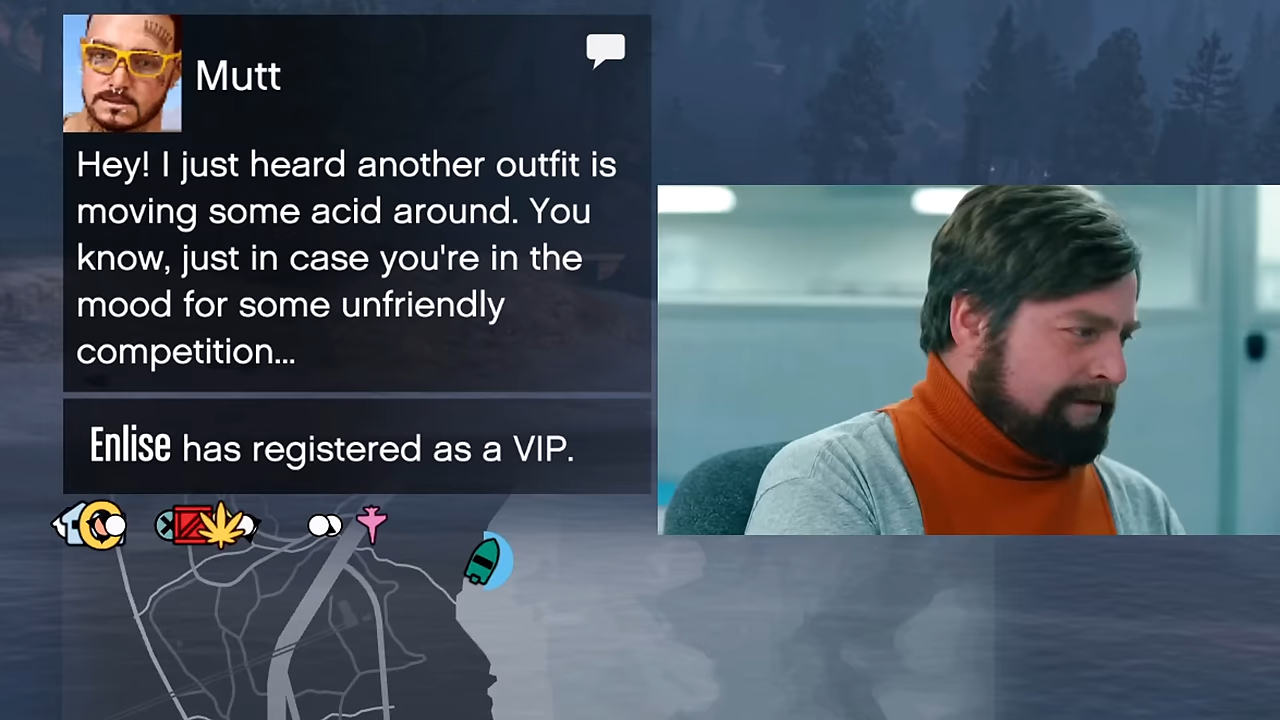 Mutt
Hey! I just heard another outfit is
moving some acid around. You
know, just in case you're in the
mood for some unfriendly
competition...
Enlise has registered as a VIP.